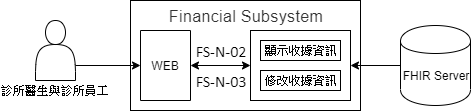 Financial Subsystem
FS-N-02
顯示收據資訊
WEB
FS-N-03
修改收據資訊
FHIR Server
診所醫生與診所員工